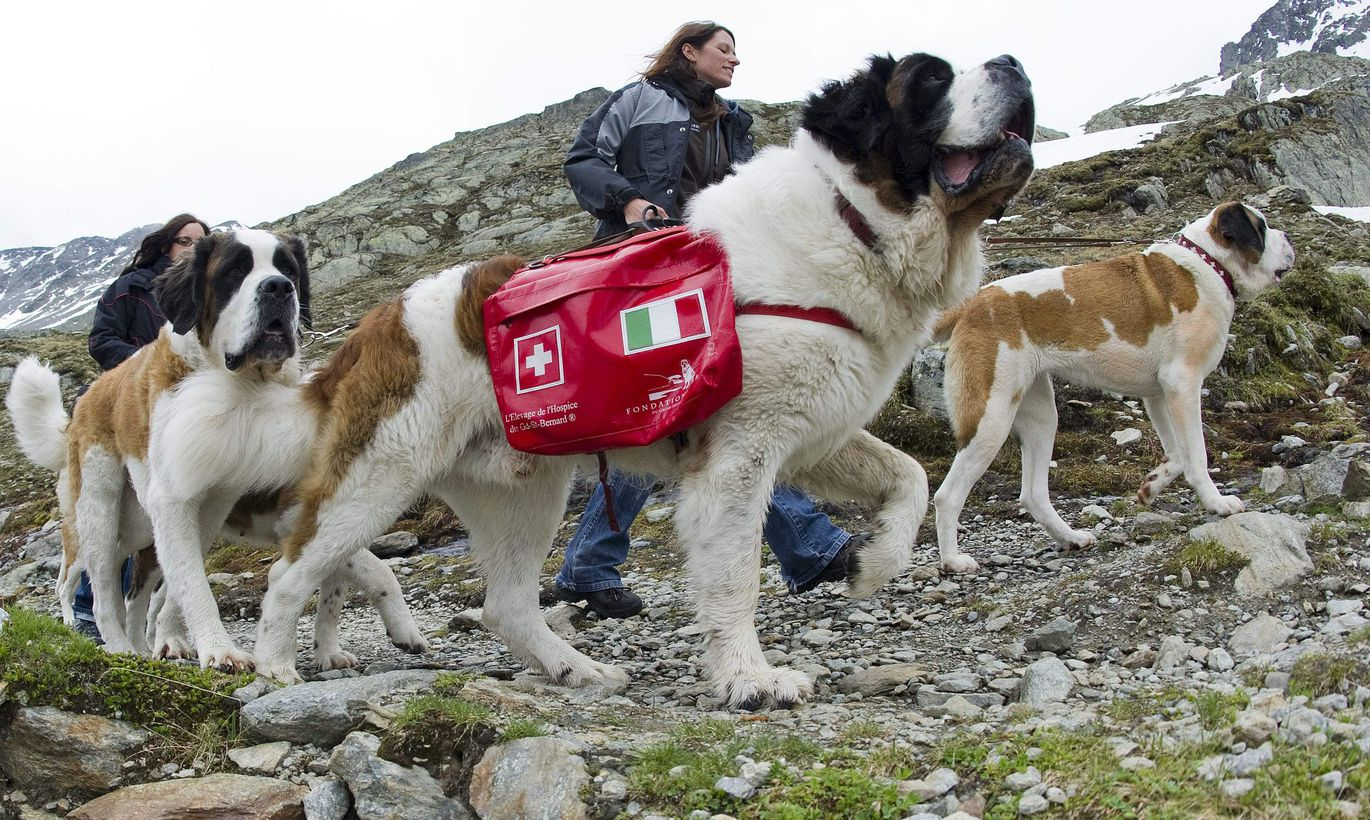 L'Elevage de l'Hospice
du Gd-St-Bernard ®
FONDATION